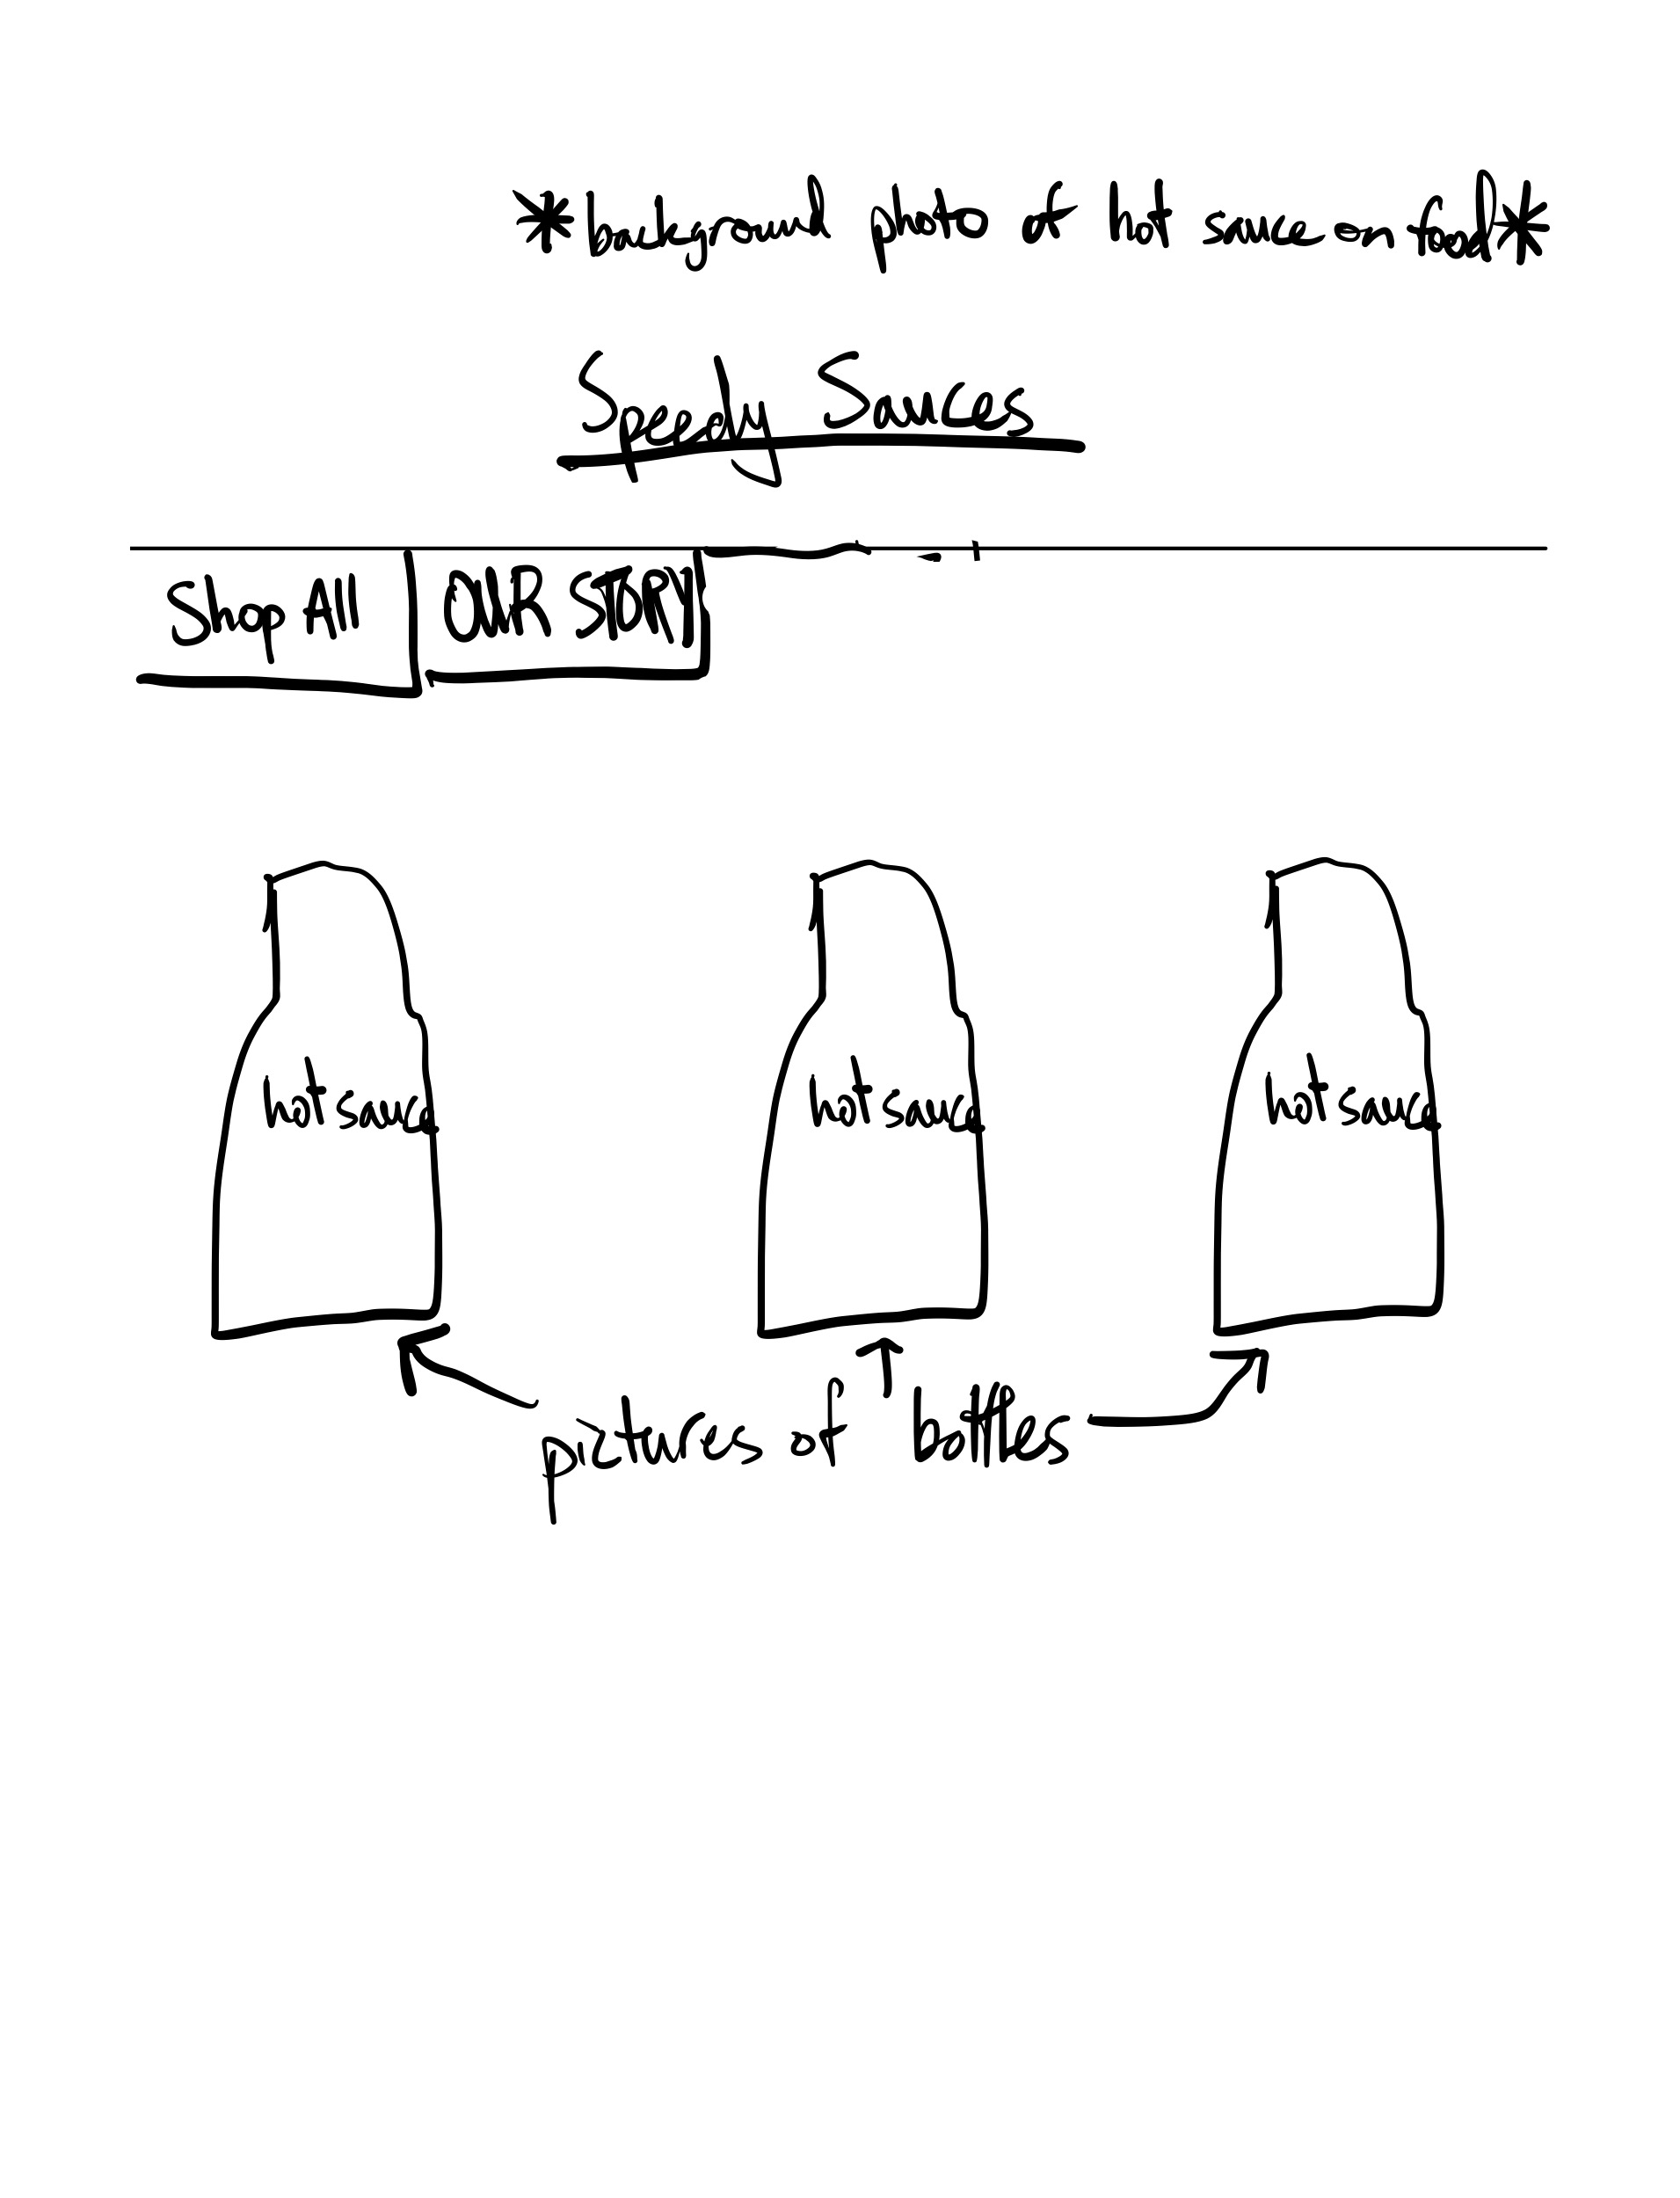 *background photo of hot sauce on food*
Speedy Sauces
Shop All
OUR STORY
hot sauce
hot sauce
hot sauce
pictures of bottles